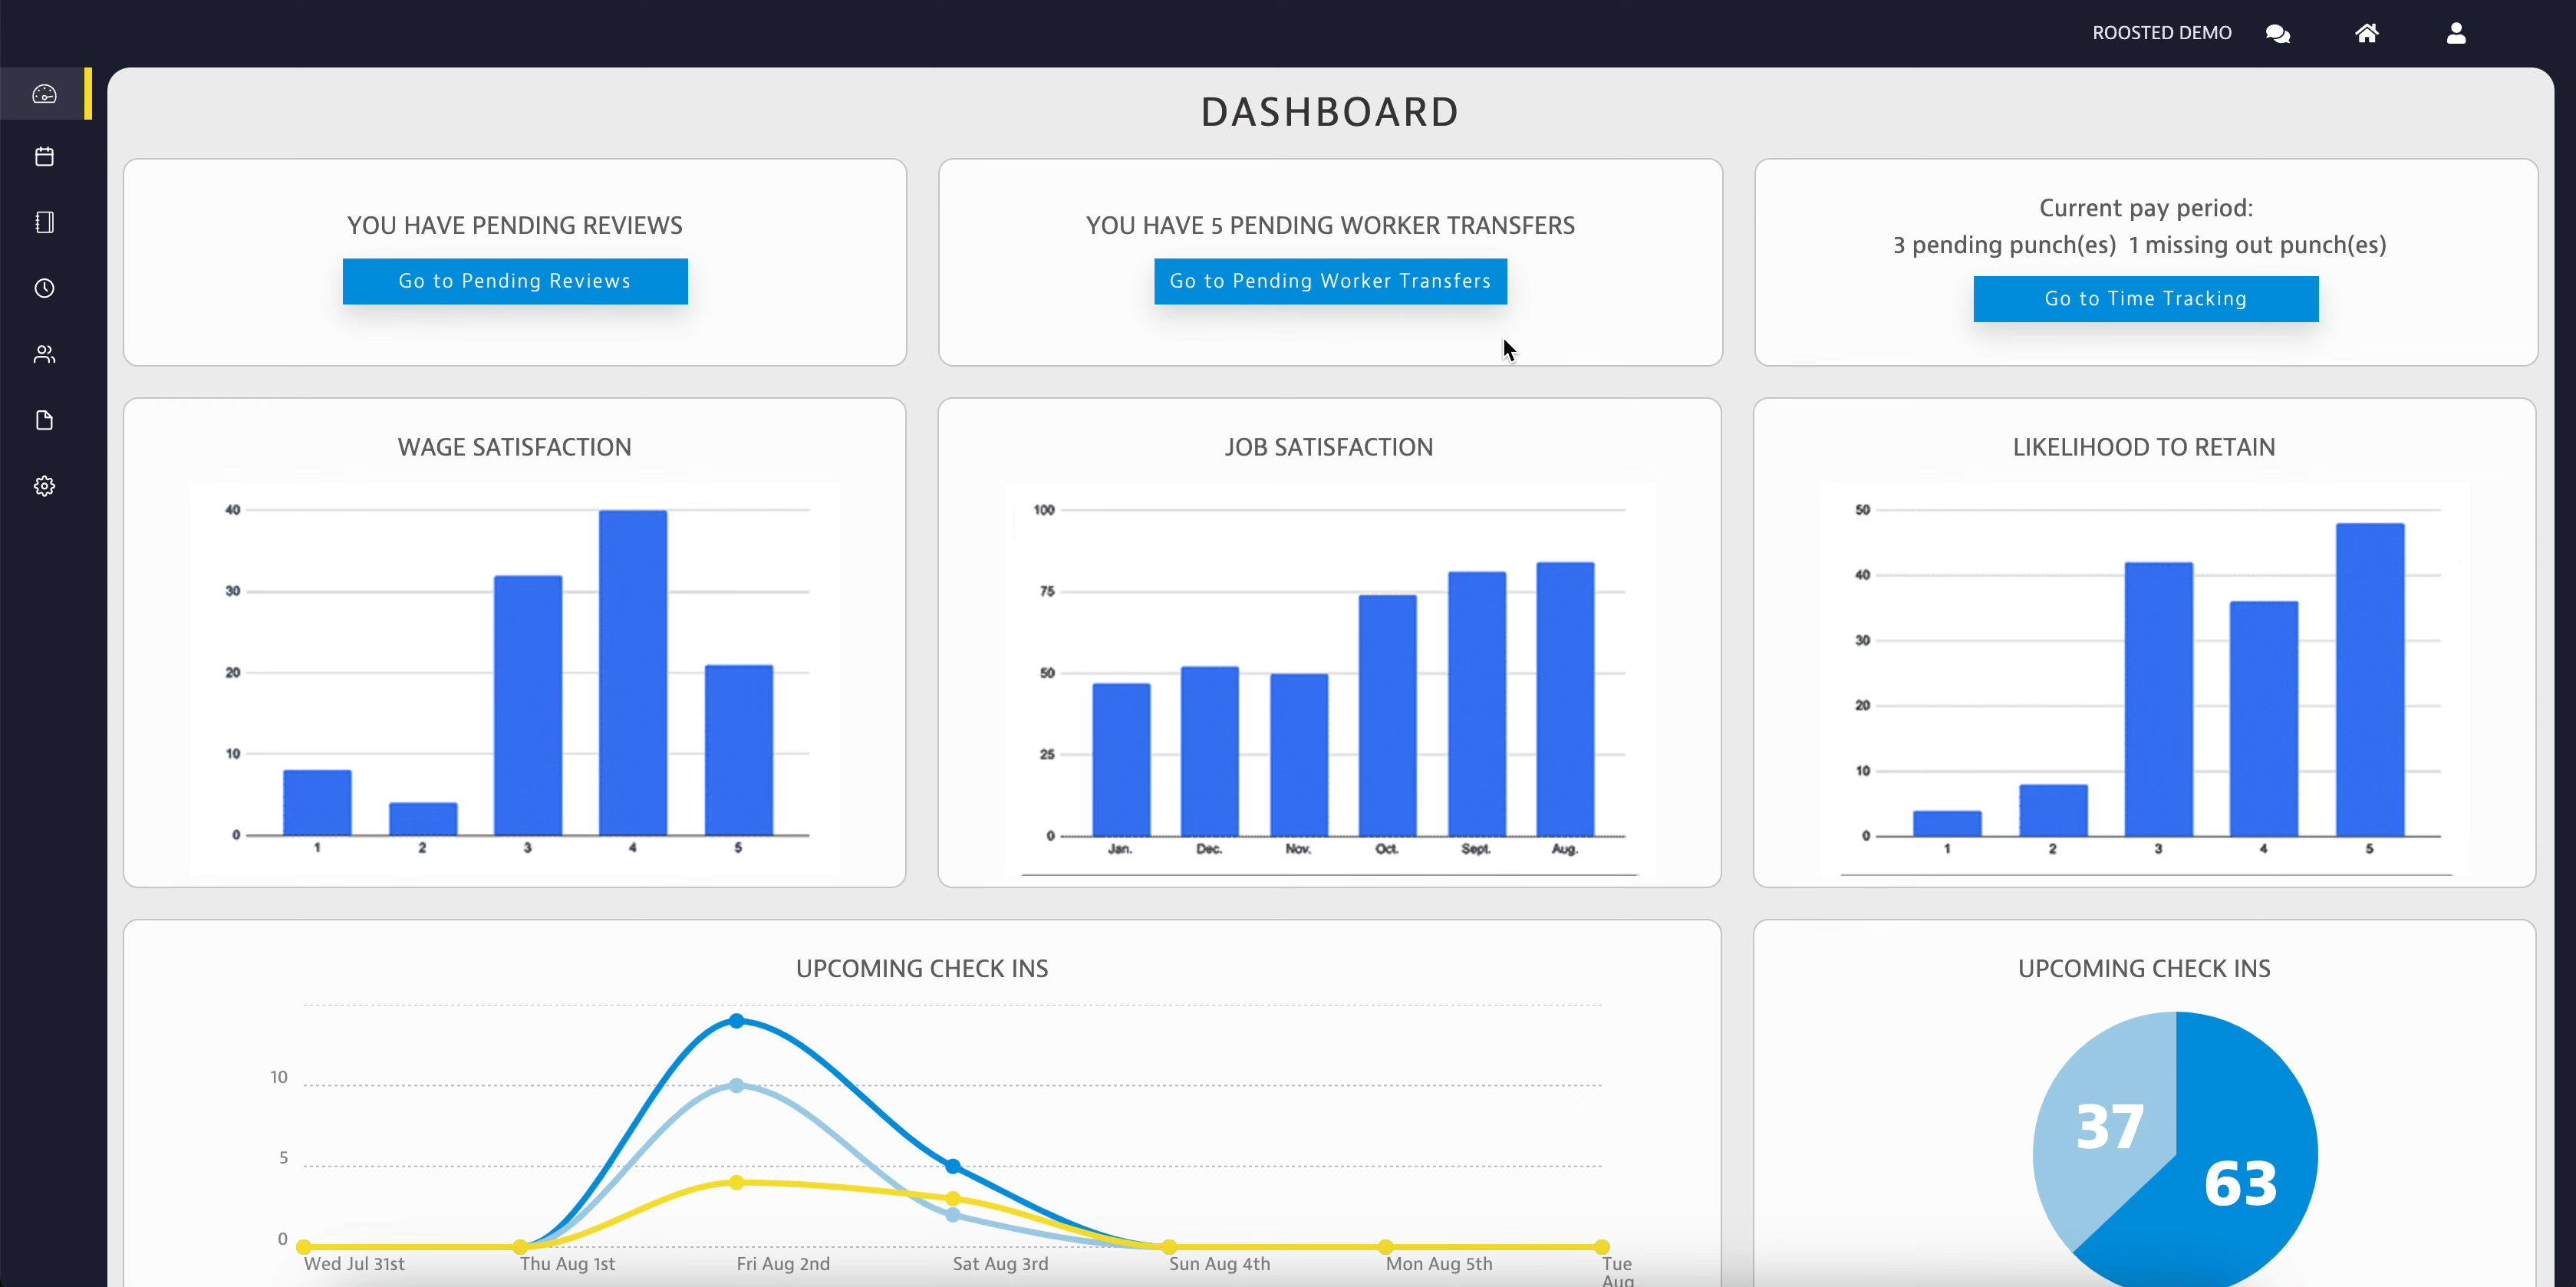 ROOSTED DEMO
DASHBOARD
YOU HAVE PENDING REVIEWS
Go to Pending Reviews
YOU HAVE 5 PENDING WORKER TRANSFERS
Go to Pending Worker Transfers
Current pay period:
3 pending punch(es) 1 missing out punch(es)
Go to Time Tracking
WAGE SATISFACTION
40
30
20
10
0
1 2 3 4 5
JOB SATISFACTION
100
75
50
25
0
Jan. Dec. Nov. Oct. Sept. Aug.
LIKELIHOOD TO RETAIN
50
40
30
20
10
0
1 2 3 4 5
UPCOMING CHECK INS
10
5
0
Wed Jul 31st Thu Aug 1st Fri Aug 2nd Sat Aug 3rd Sun Aug 4th Mon Aug 5th Tue
Aug
UPCOMING CHECK INS
37
63